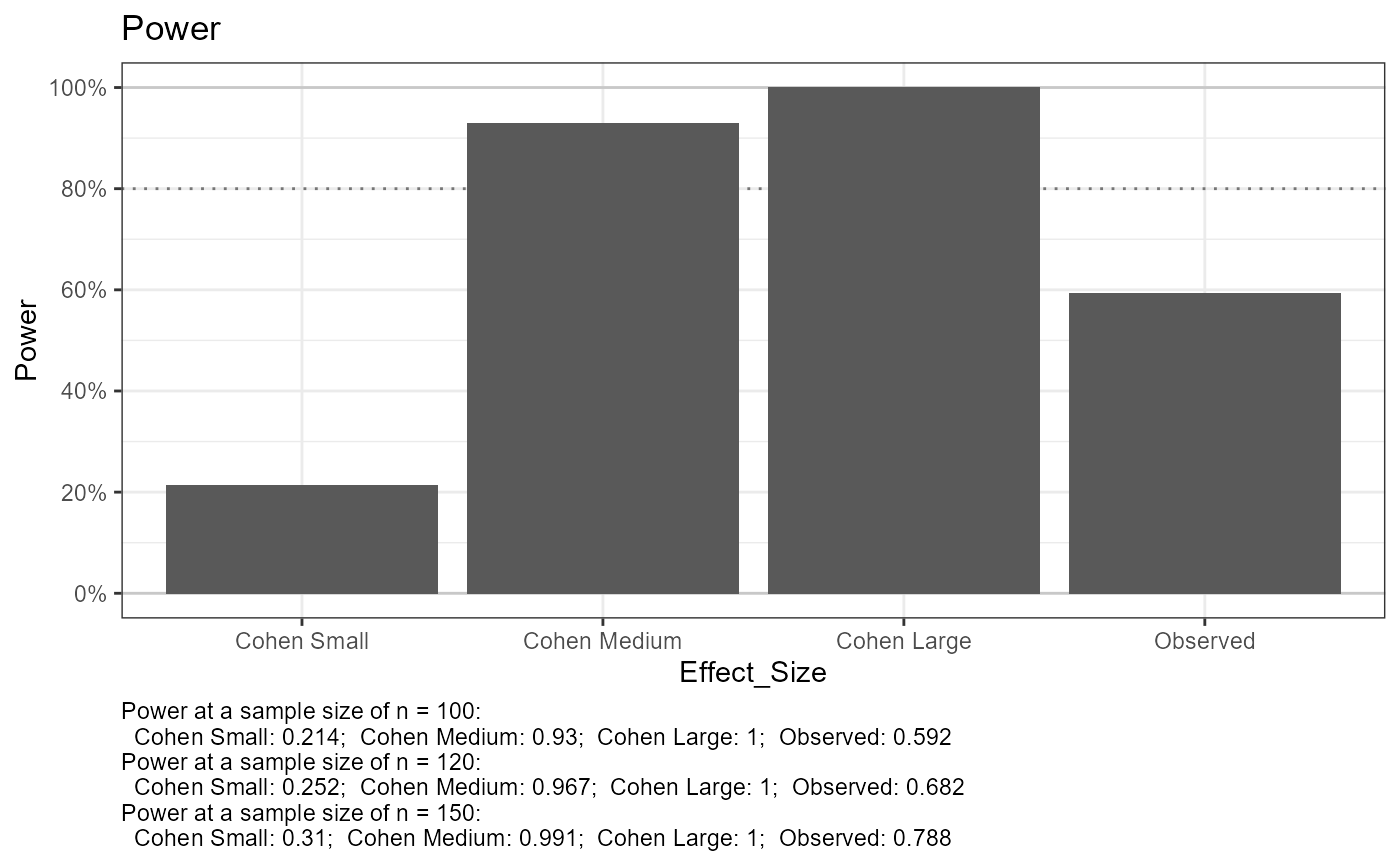 Power
100%
80%
60%
40%
20%
0%
Power
Cohen Small
Cohen Medium
Cohen Large
Observed
Effect_Size
Power at a sample size of n = 100:
Cohen Small: 0.214;  Cohen Medium: 0.93;  Cohen Large: 1;  Observed: 0.592
Power at a sample size of n = 120:
Cohen Small: 0.252;  Cohen Medium: 0.967;  Cohen Large: 1;  Observed: 0.682
Power at a sample size of n = 150:
Cohen Small: 0.31;  Cohen Medium: 0.991;  Cohen Large: 1;  Observed: 0.788